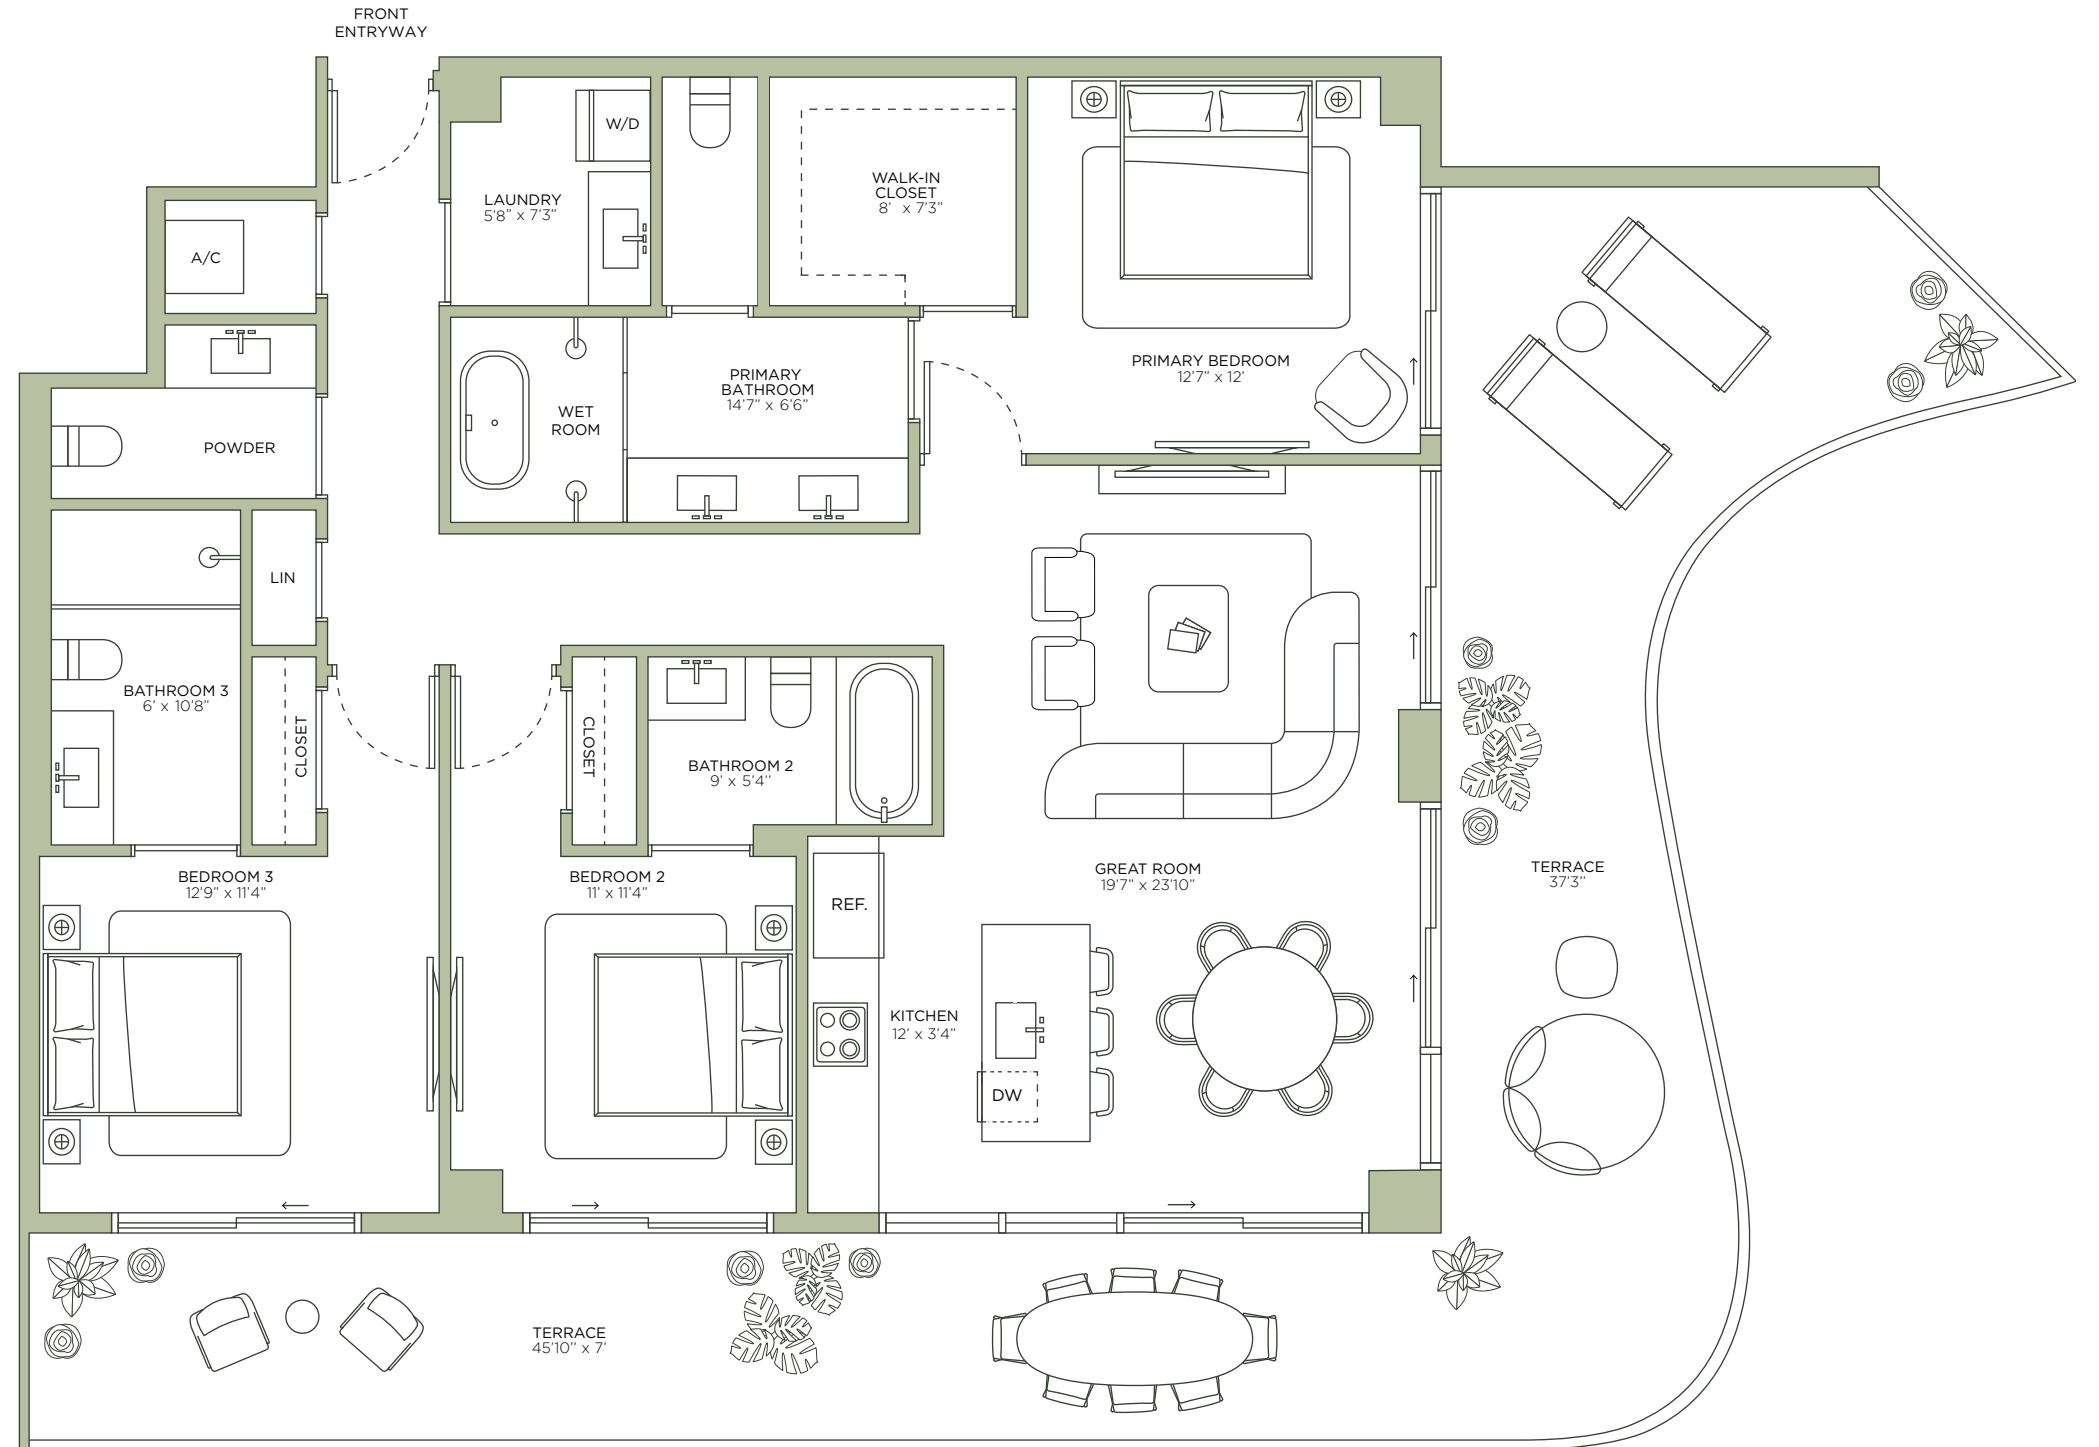 FRONT
ENTRYWAY
W/D
LAUNDRY
5'8" x 7'3"
WALK-IN
CLOSET
8' x 7'3"
A/C
PRIMARY BEDROOM
12'7" x 12'
PRIMARY
BATHROOM
14'7" x 6'6"
WET
ROOM
POWDER
LIN
BATHROOM 3
6' x 10'8"
CLOSET
CLOSET
BATHROOM 2
9' x 5'4"
BEDROOM 3
12'9" x 11'4"
BEDROOM 2
11' x 11'4"
REF.
GREAT ROOM
19'7" x 23'10"
TERRACE
37'3"
KITCHEN
12' x 3'4"
DW
TERRACE
45'10" x 7'